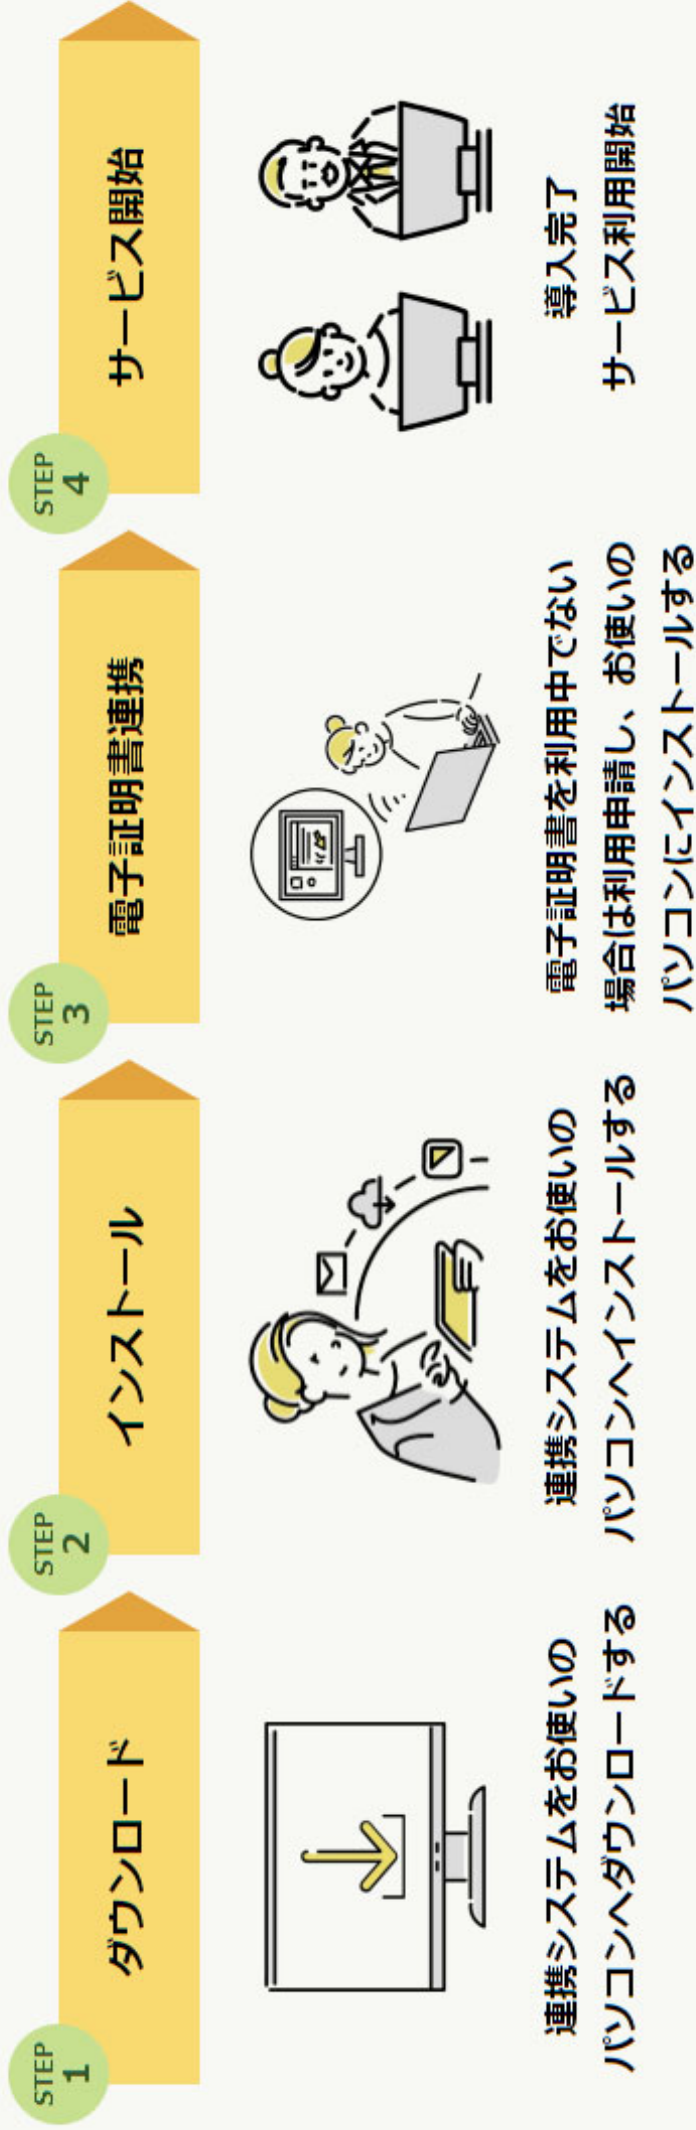 STEP
1
ダウンロード
連携システムをお使いの
パソコンへダウンロードする
STEP
2
インストール
連携システムをお使いの
パソコンへインストールする
STEP
3
電子証明書連携
電子証明書を利用中でない
場合は利用申請し、お使いの
パソコンにインストールする
STEP
4
サービス開始
導入完了
サービス利用開始